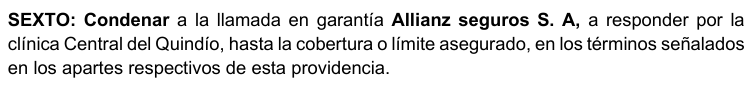 SEXTO: Condenar a la llamada en garantía Allianz seguros S. A, a responder por la
clínica Central del Quindío, hasta la cobertura o límite asegurado, en los términos señalados
en los apartes respectivos de esta providencia.